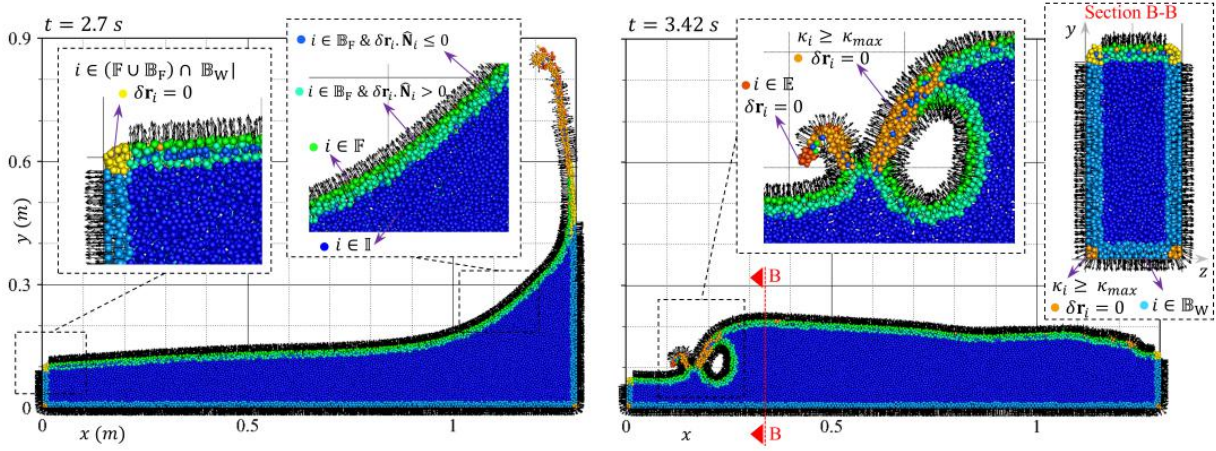 t = 2.7 s
0.9
0.6
0.3
0
y (m)
0
0.5
1
x (m)
i ∈ (𝔽 ∪ 𝔹_F) ∩ 𝔹_W|
δ𝐫_i = 0
i ∈ 𝔹_F & δ𝐫_i.𝐍̂_i ≤ 0
i ∈ 𝔹_F & δ𝐫_i.𝐍̂_i > 0
i ∈ 𝔽
i ∈ 𝕀
t = 3.42 s
κ_i ≥ κ_max
δ𝐫_i = 0
i ∈ 𝔼
δ𝐫_i = 0
B
B
0
x
1
Section B-B
y
z
κ_i ≥ κ_max
δ𝐫_i = 0
i ∈ 𝔹_W